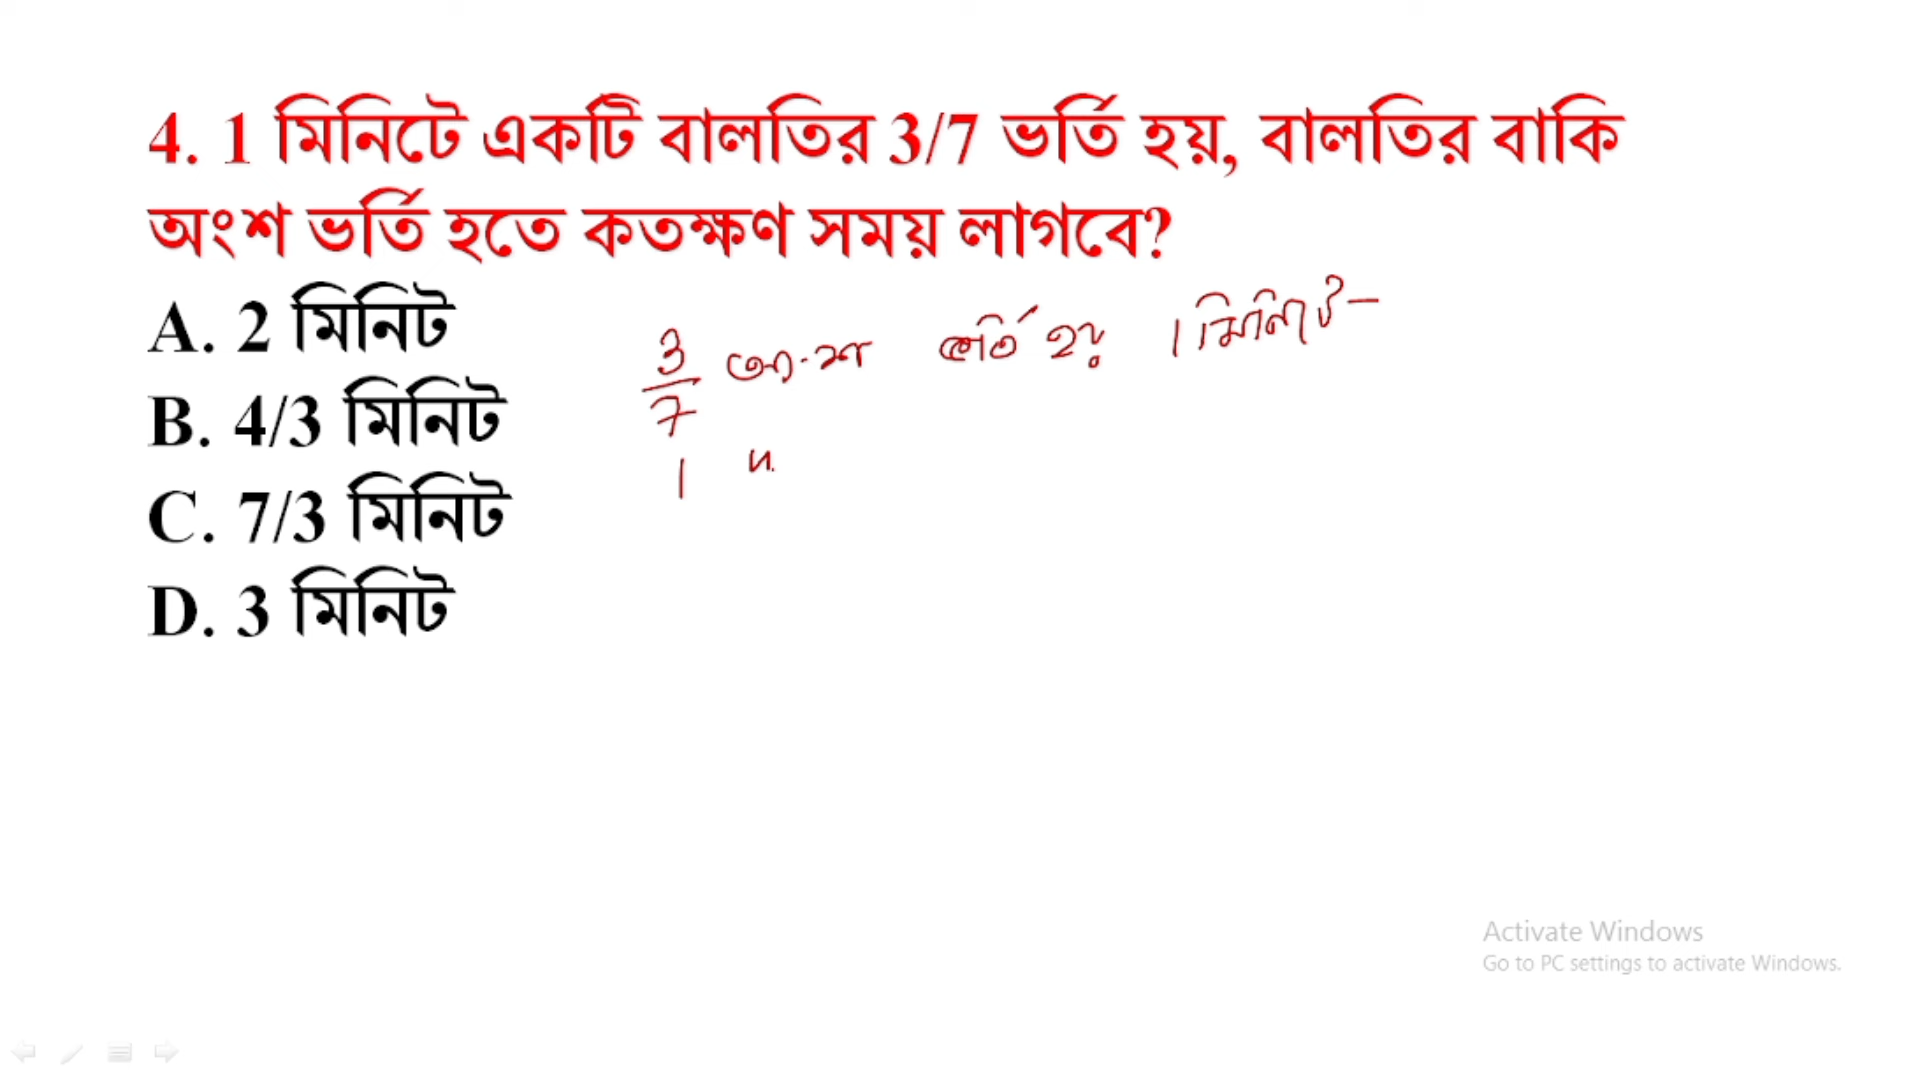 4. 1 মিনিটে একটি বালতির 3/7 ভর্তি হয়, বালতির বাকি
অংশ ভর্তি হতে কতক্ষণ সময় লাগবে?
A. 2 মিনিট
B. 4/3 মিনিট
C. 7/3 মিনিট
D. 3 মিনিট
3/7 অংশ ভর্তি হয় 1 মিনিটে
1 "
Activate Windows
Go to PC settings to activate Windows.